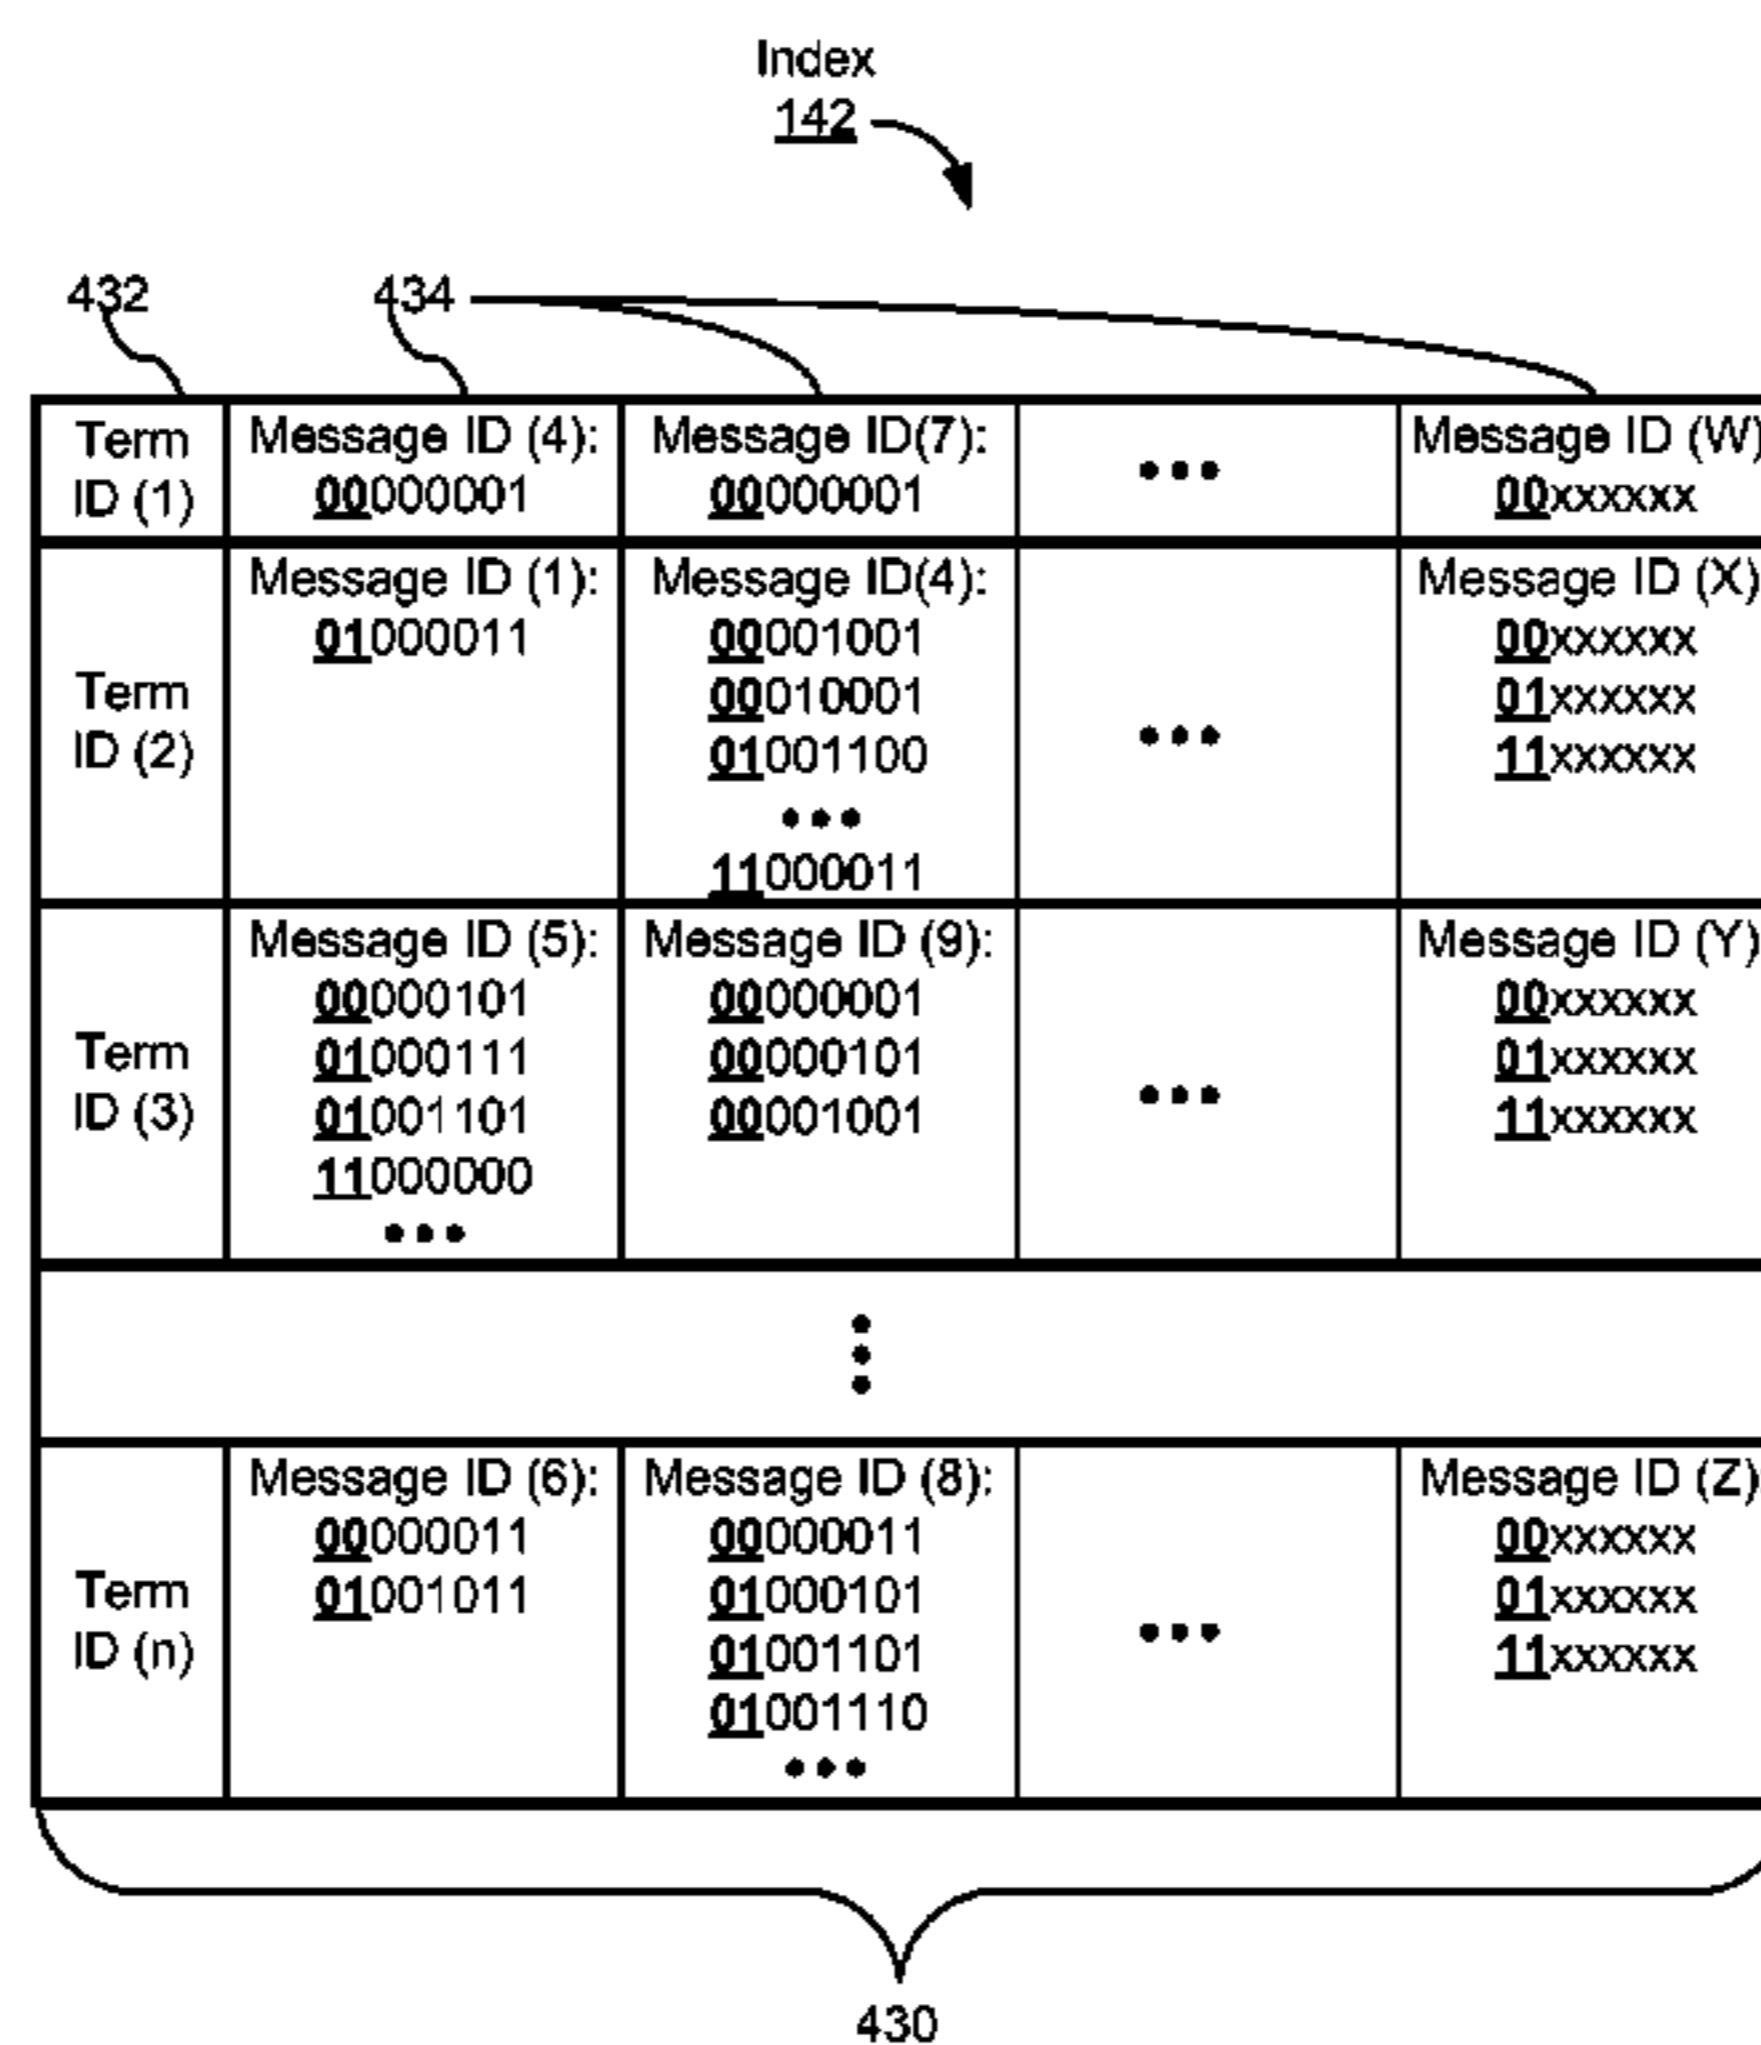 Index
142
432
434
Term ID (1)
Message ID (4):
00000001
Message ID(7):
00000001
•••
Message ID (W)
00xxxxxx
Term ID (2)
Message ID (1):
01000011
Message ID(4):
00001001
00010001
01001100
•••
11000011
•••
Message ID (X)
00xxxxxx
01xxxxxx
11xxxxxx
Term ID (3)
Message ID (5):
00000101
01000111
01001101
11000000
•••
Message ID (9):
00000001
00000101
00001001
•••
Message ID (Y)
00xxxxxx
01xxxxxx
11xxxxxx
Term ID (n)
Message ID (6):
00000011
01001011
Message ID (8):
00000011
01000101
01001101
01001110
•••
•••
Message ID (Z)
00xxxxxx
01xxxxxx
11xxxxxx
430